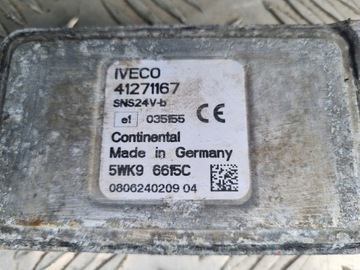 IVECO
41271167
SNS24V-b
e1 035155 CE
Continental
Made in Germany
5WK9 6615C
0806240209 04